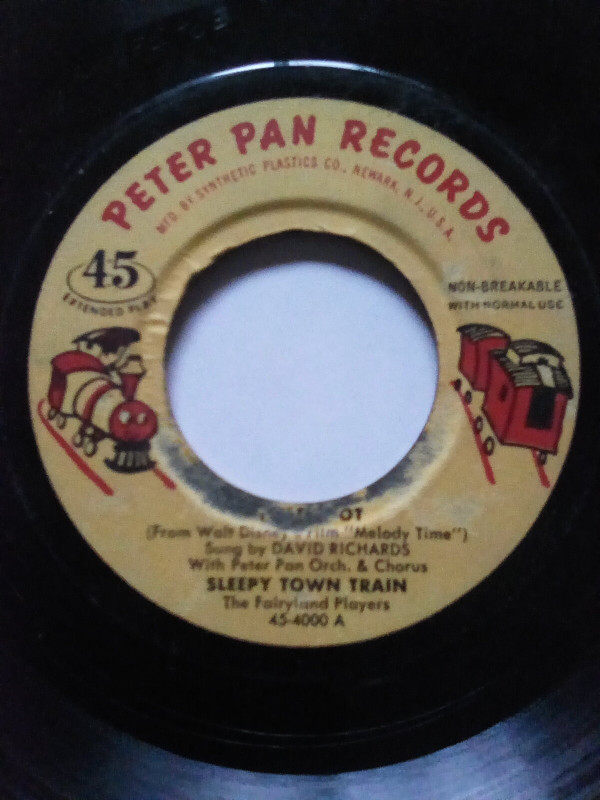 PETER PAN RECORDS
MFD. BY SYNTHETIC PLASTICS CO., NEWARK, N.J., U.S.A.
45
EXTENDED PLAY
NON-BREAKABLE
WITH NORMAL USE
OT
(From Walt Disney's Film "Melody Time")
Sung by DAVID RICHARDS
With Peter Pan Orch. & Chorus
SLEEPY TOWN TRAIN
The Fairyland Players
45-4000 A